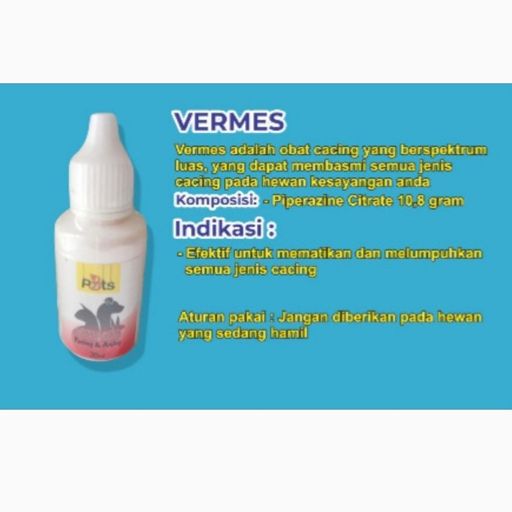 VERMES
Vermes adalah obat cacing yang berspektrum
luas, yang dapat membasmi semua jenis
cacing pada hewan kesayangan anda
Komposisi: - Piperazine Citrate 10,8 gram
Indikasi :
- Efektif untuk mematikan dan melumpuhkan
semua jenis cacing
Aturan pakai : Jangan diberikan pada hewan
yang sedang hamil
Pets